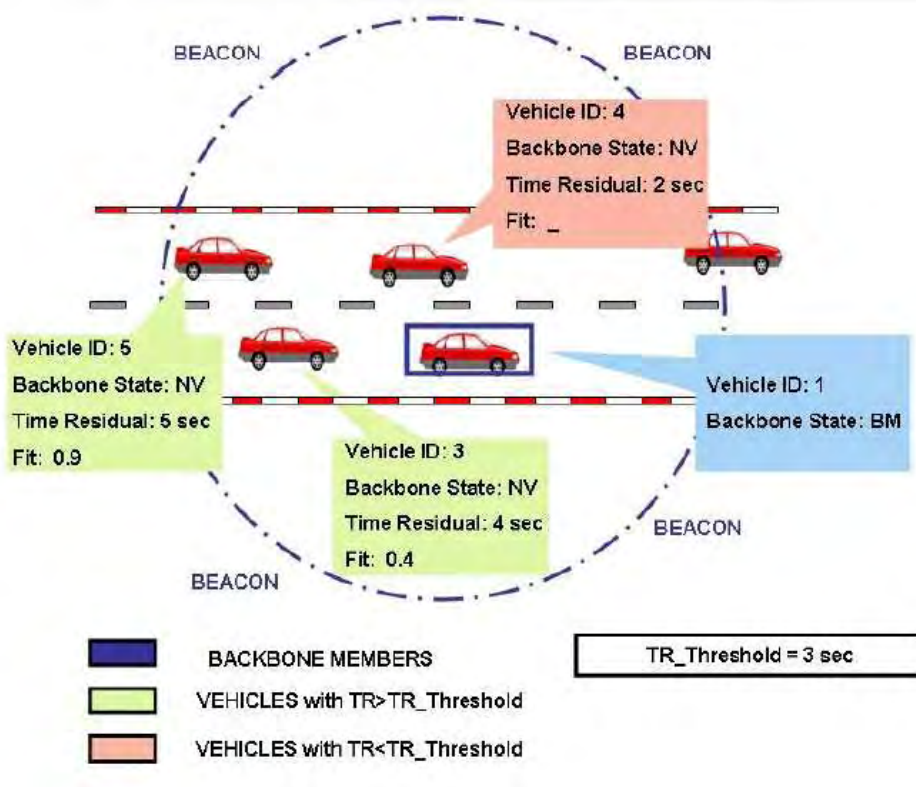 BEACON
BEACON
Vehicle ID: 4
Backbone State: NV
Time Residual: 2 sec
Fit: _
Vehicle ID: 5
Backbone State: NV
Time Residual: 5 sec
Fit: 0.9
Vehicle ID: 1
Backbone State: BM
Vehicle ID: 3
Backbone State: NV
Time Residual: 4 sec
Fit: 0.4
BEACON
BEACON
BACKBONE MEMBERS
TR_Threshold = 3 sec
VEHICLES with TR>TR_Threshold
VEHICLES with TR<TR_Threshold